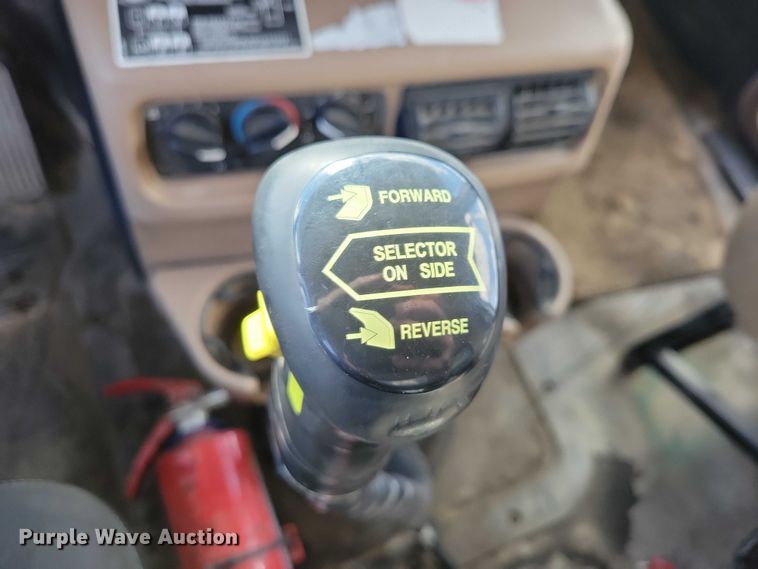 FORWARD
SELECTOR
ON SIDE
REVERSE
Purple Wave Auction